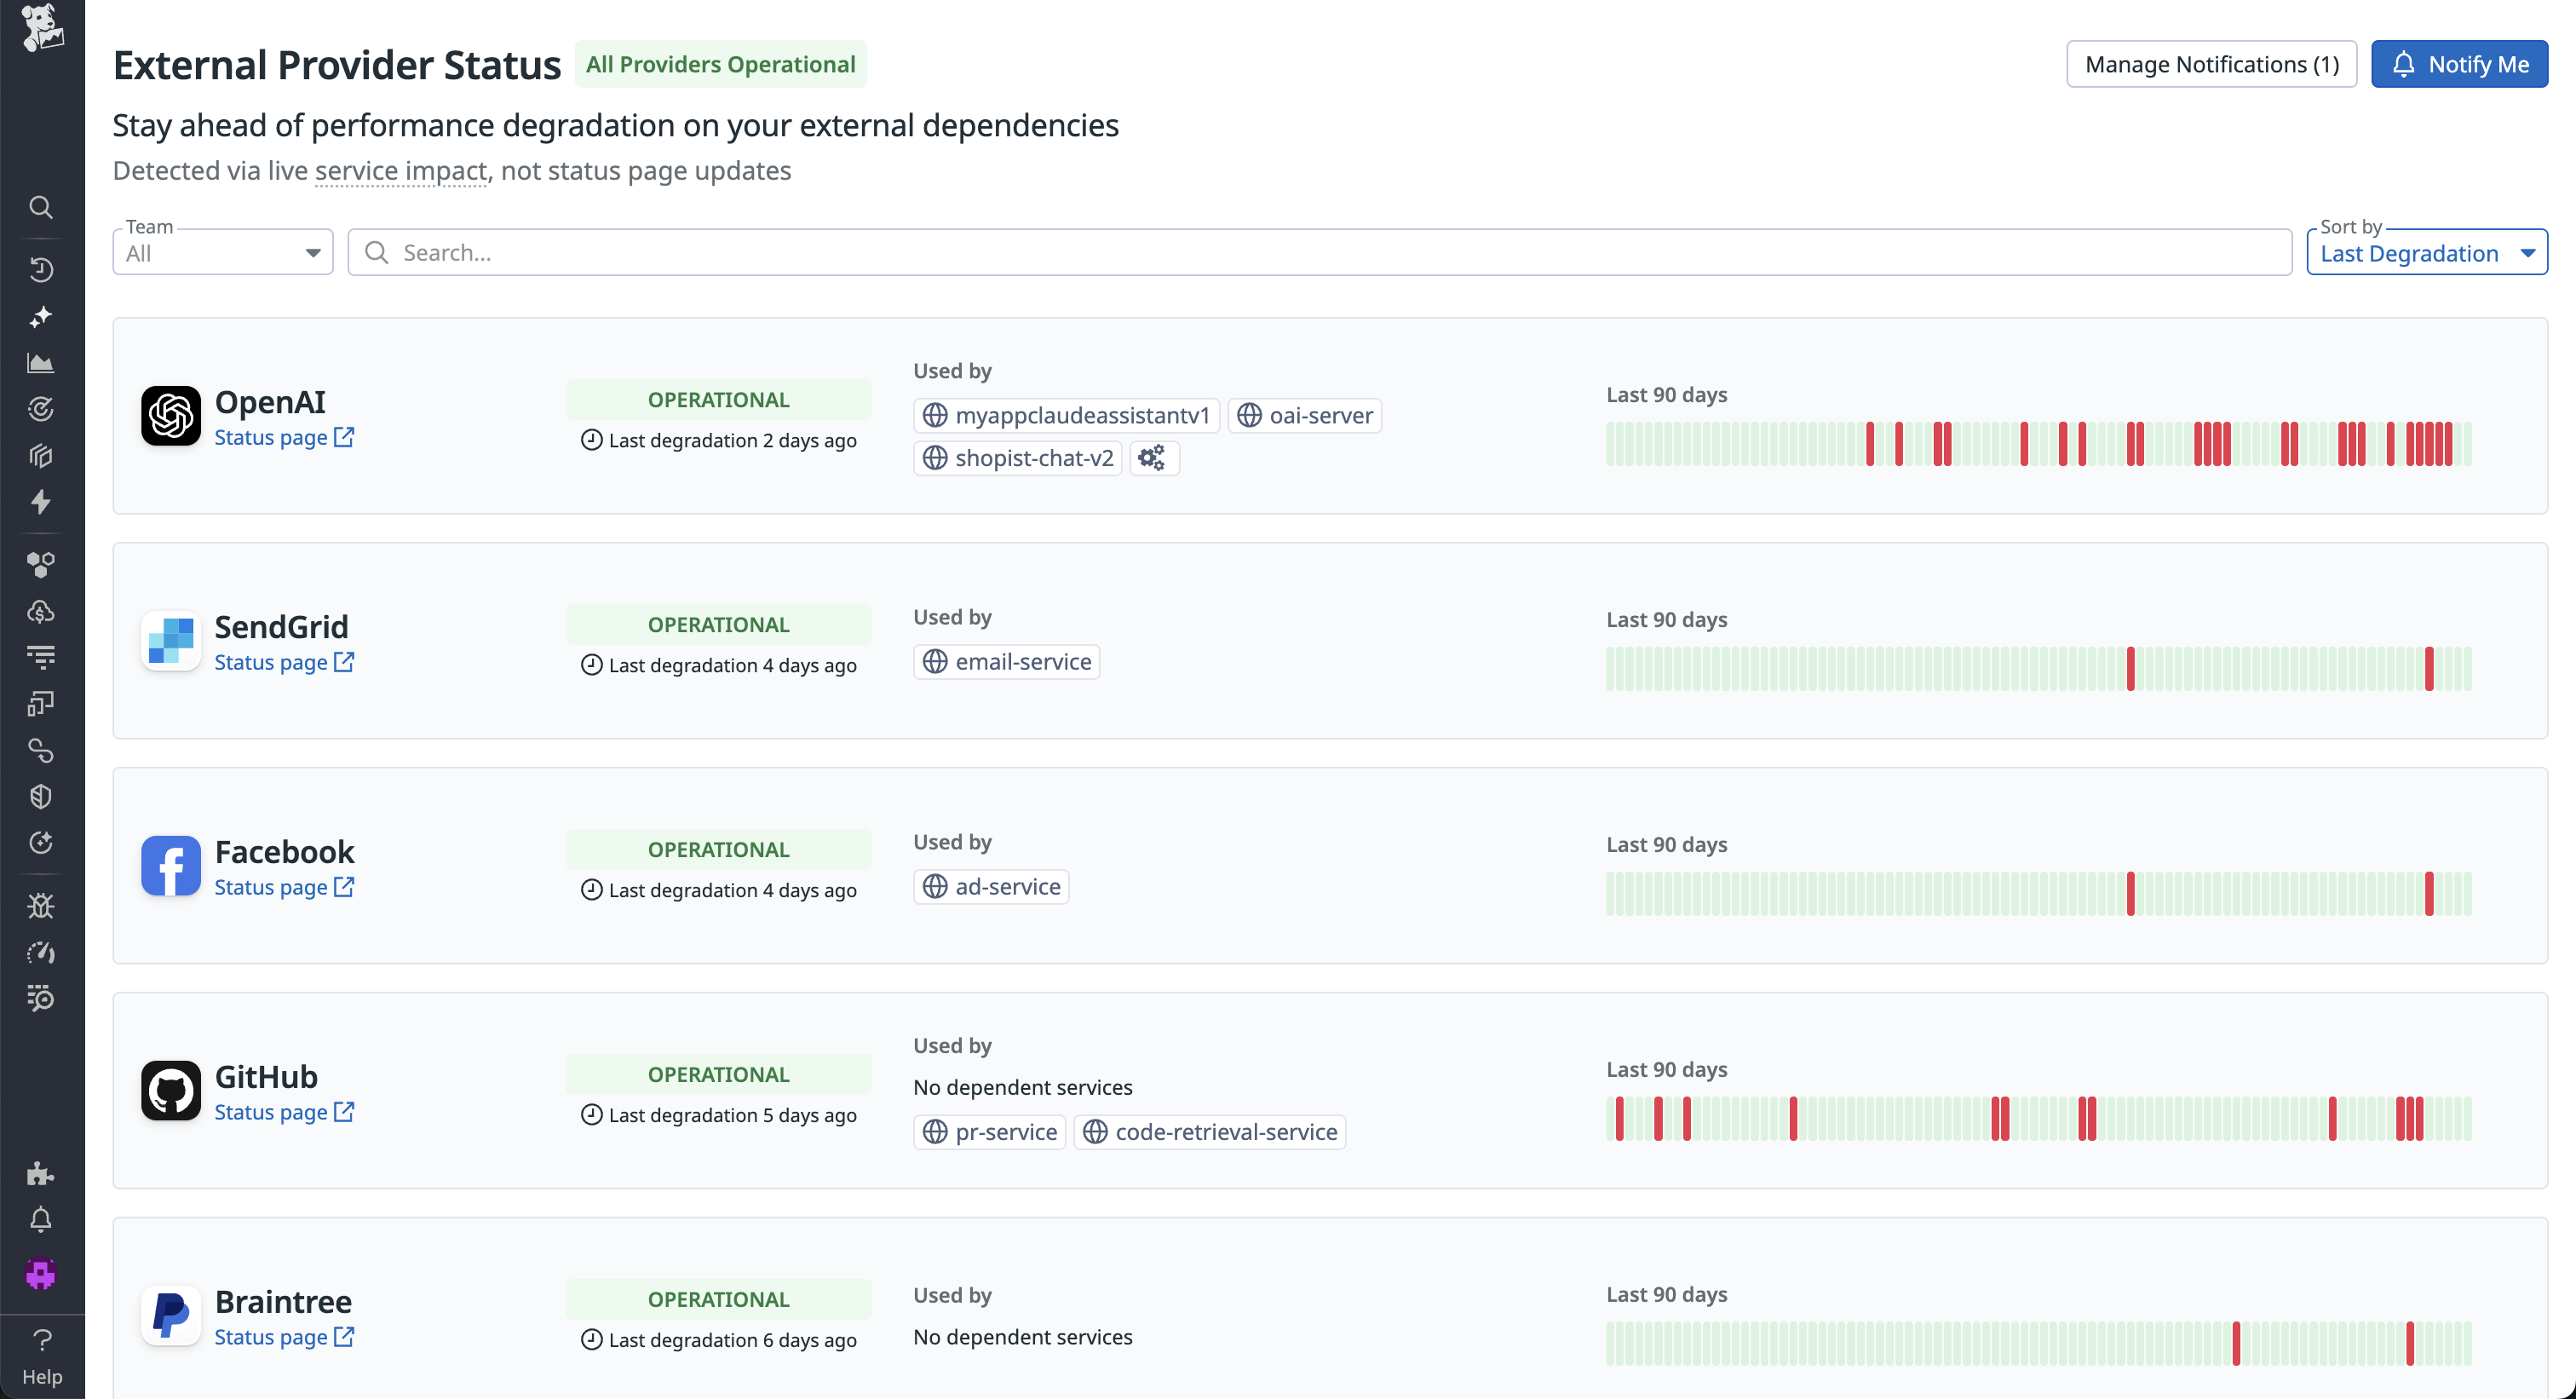 External Provider Status
All Providers Operational
Manage Notifications (1)
Notify Me
Stay ahead of performance degradation on your external dependencies
Detected via live service impact, not status page updates
Team
All
Search...
Sort by
Last Degradation
OpenAI
Status page
OPERATIONAL
Last degradation 2 days ago
Used by
myappclaudeassistantv1
oai-server
shopist-chat-v2
Last 90 days
SendGrid
Status page
OPERATIONAL
Last degradation 4 days ago
Used by
email-service
Last 90 days
Facebook
Status page
OPERATIONAL
Last degradation 4 days ago
Used by
ad-service
Last 90 days
GitHub
Status page
OPERATIONAL
Last degradation 5 days ago
Used by
No dependent services
pr-service
code-retrieval-service
Last 90 days
Braintree
Status page
OPERATIONAL
Last degradation 6 days ago
Used by
No dependent services
Last 90 days
Help